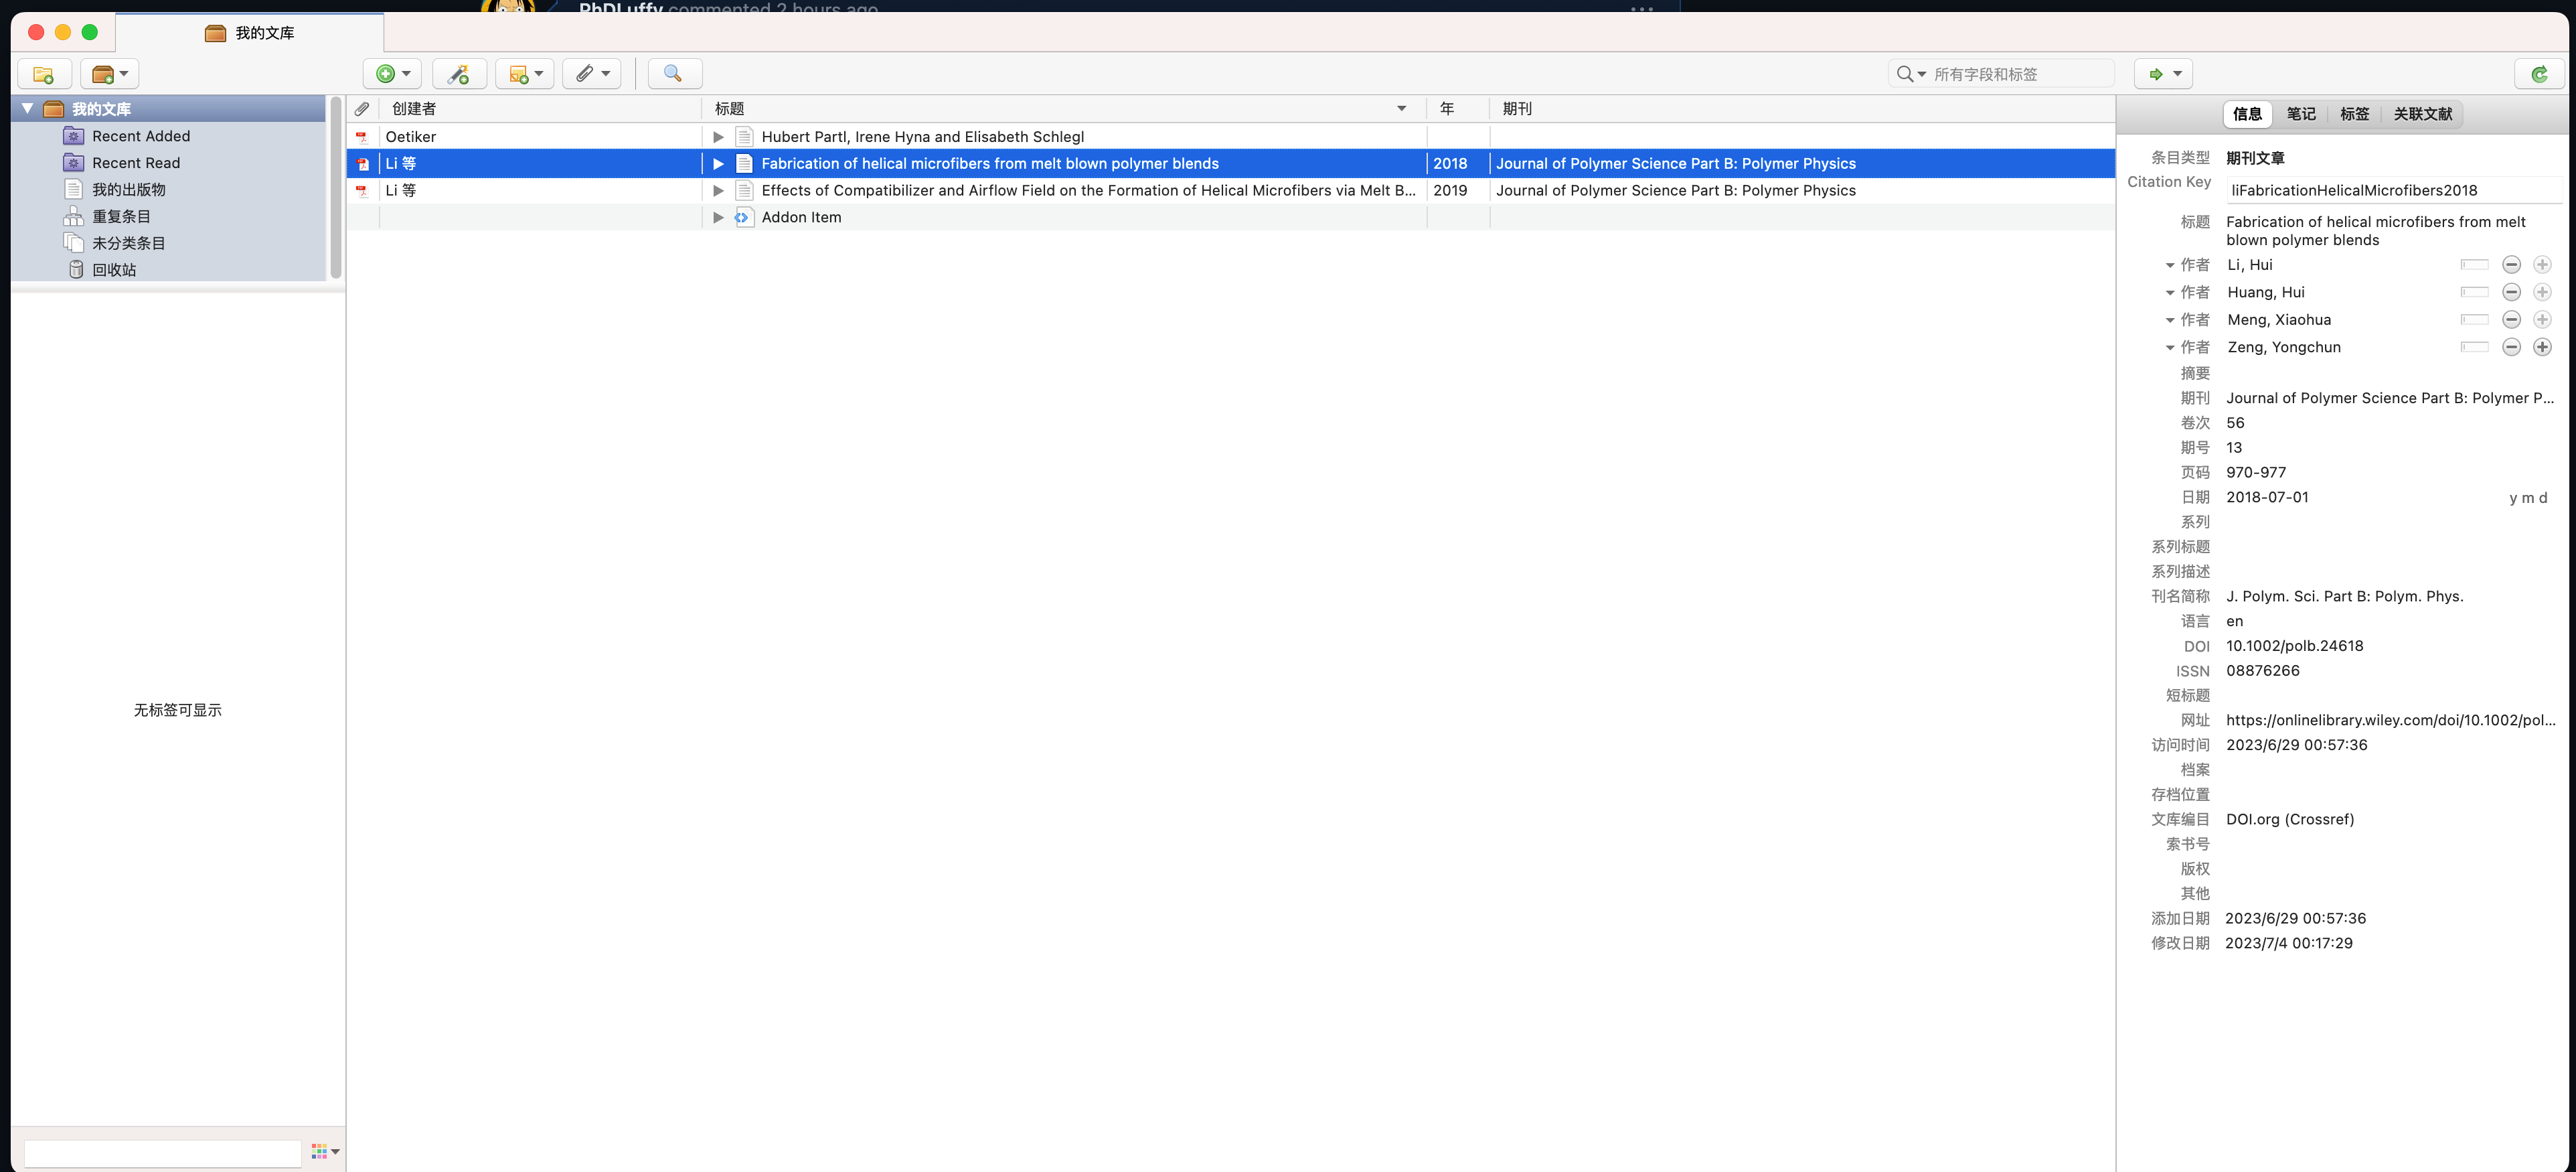 PhDLuffy commented 2 hours ago
我的文库
所有字段和标签
我的文库
Recent Added
Recent Read
我的出版物
重复条目
未分类条目
回收站
无标签可显示
创建者 标题 年 期刊
Oetiker Hubert Partl, Irene Hyna and Elisabeth Schlegl
Li 等 Fabrication of helical microfibers from melt blown polymer blends 2018 Journal of Polymer Science Part B: Polymer Physics
Li 等 Effects of Compatibilizer and Airflow Field on the Formation of Helical Microfibers via Melt B... 2019 Journal of Polymer Science Part B: Polymer Physics
Addon Item
信息 笔记 标签 关联文献
条目类型 期刊文章
Citation Key liFabricationHelicalMicrofibers2018
标题 Fabrication of helical microfibers from melt
blown polymer blends
作者 Li, Hui
作者 Huang, Hui
作者 Meng, Xiaohua
作者 Zeng, Yongchun
摘要
期刊 Journal of Polymer Science Part B: Polymer P...
卷次 56
期号 13
页码 970-977
日期 2018-07-01 y m d
系列
系列标题
系列描述
刊名简称 J. Polym. Sci. Part B: Polym. Phys.
语言 en
DOI 10.1002/polb.24618
ISSN 08876266
短标题
网址 https://onlinelibrary.wiley.com/doi/10.1002/pol...
访问时间 2023/6/29 00:57:36
档案
存档位置
文库编目 DOI.org (Crossref)
索书号
版权
其他
添加日期 2023/6/29 00:57:36
修改日期 2023/7/4 00:17:29